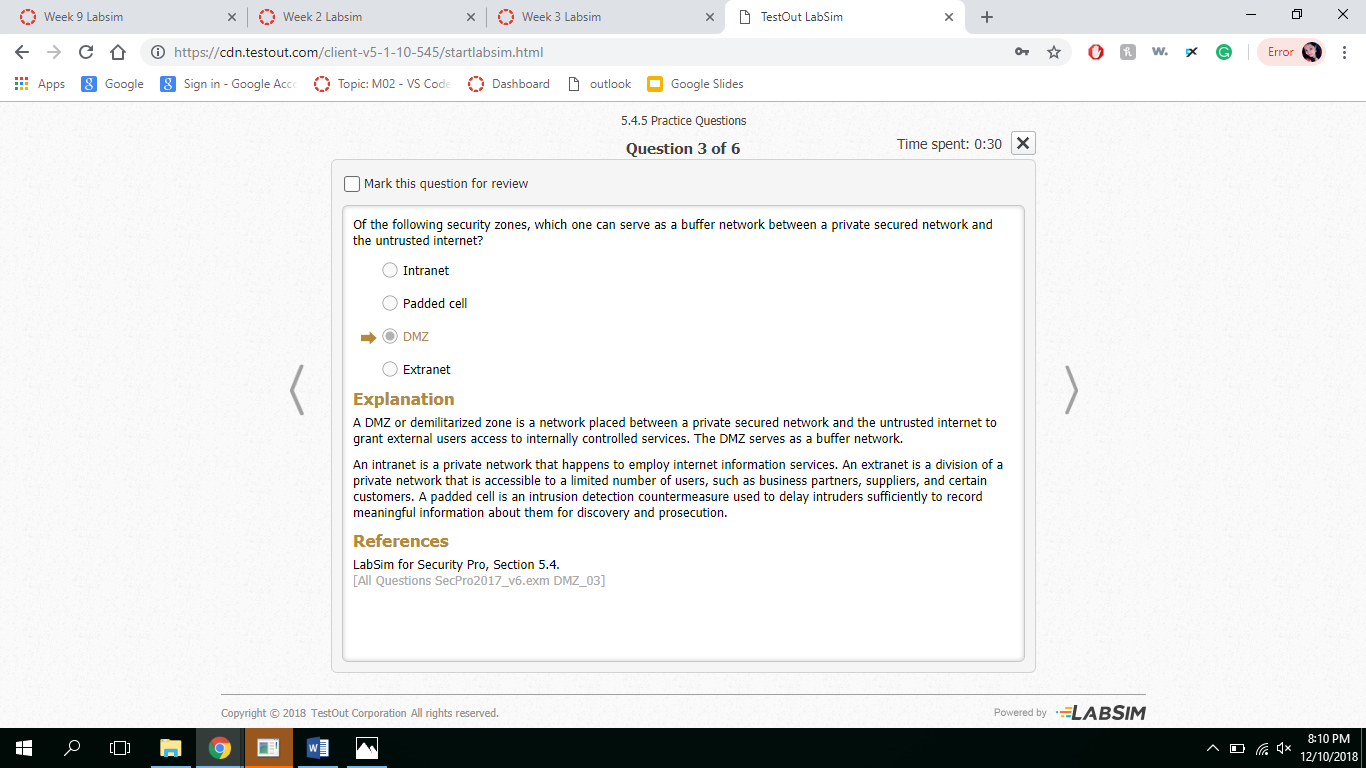 Week 9 Labsim
Week 2 Labsim
Week 3 Labsim
TestOut LabSim
https://cdn.testout.com/client-v5-1-10-545/startlabsim.html
Error
Apps
Google
Sign in - Google Acc
Topic: M02 - VS Code
Dashboard
outlook
Google Slides
5.4.5 Practice Questions
Question 3 of 6
Time spent: 0:30
Mark this question for review
Of the following security zones, which one can serve as a buffer network between a private secured network and
the untrusted internet?
Intranet
Padded cell
DMZ
Extranet
Explanation
A DMZ or demilitarized zone is a network placed between a private secured network and the untrusted internet to
grant external users access to internally controlled services. The DMZ serves as a buffer network.
An intranet is a private network that happens to employ internet information services. An extranet is a division of a
private network that is accessible to a limited number of users, such as business partners, suppliers, and certain
customers. A padded cell is an intrusion detection countermeasure used to delay intruders sufficiently to record
meaningful information about them for discovery and prosecution.
References
LabSim for Security Pro, Section 5.4.
[All Questions SecPro2017_v6.exm DMZ_03]
Copyright © 2018 TestOut Corporation All rights reserved.
Powered by LABSIM
8:10 PM
12/10/2018